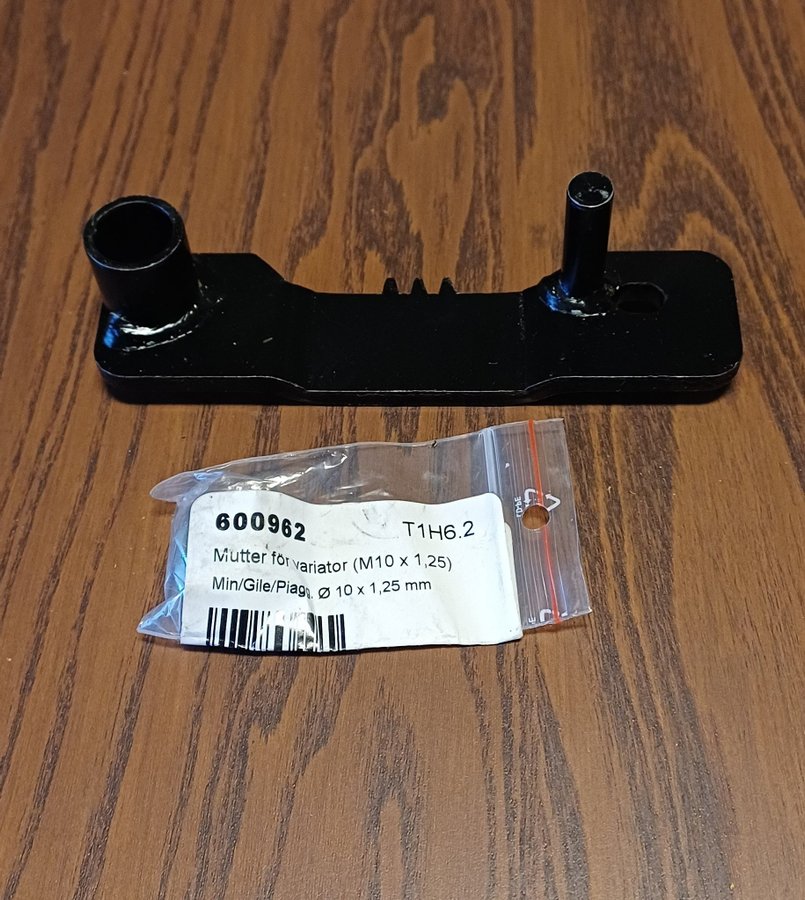 600962 T1H6.2
Mutter för variator (M10 x 1,25)
Min/Gile/Piagg. Ø 10 x 1,25 mm